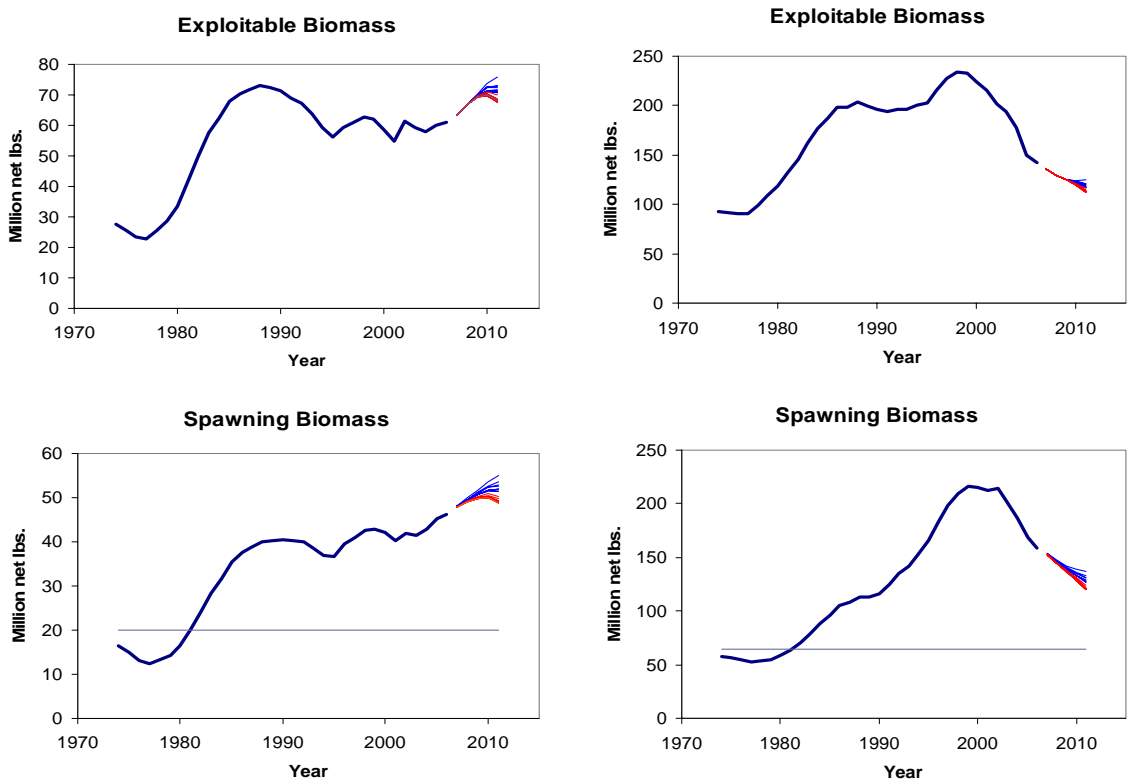 Exploitable Biomass
80
70
60
50
40
30
20
10
0
Million net lbs.
1970 1980 1990 2000 2010
Year
Exploitable Biomass
250
200
150
100
50
0
Million net lbs.
1970 1980 1990 2000 2010
Year
Spawning Biomass
60
50
40
30
20
10
0
Million net lbs.
1970 1980 1990 2000 2010
Year
Spawning Biomass
250
200
150
100
50
0
Million net lbs.
1970 1980 1990 2000 2010
Year